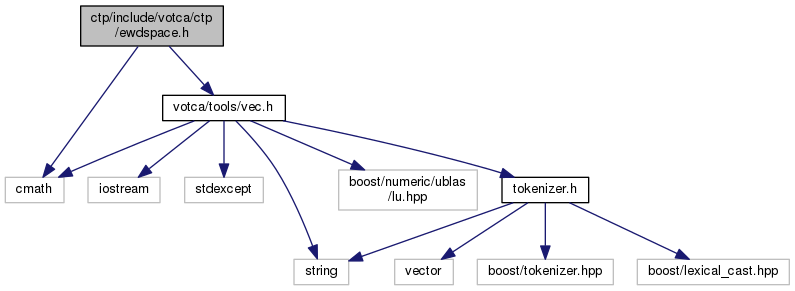 ctp/include/votca/ctp
/ewdspace.h
votca/tools/vec.h
cmath
iostream
stdexcept
boost/numeric/ublas
/lu.hpp
tokenizer.h
string
vector
boost/tokenizer.hpp
boost/lexical_cast.hpp